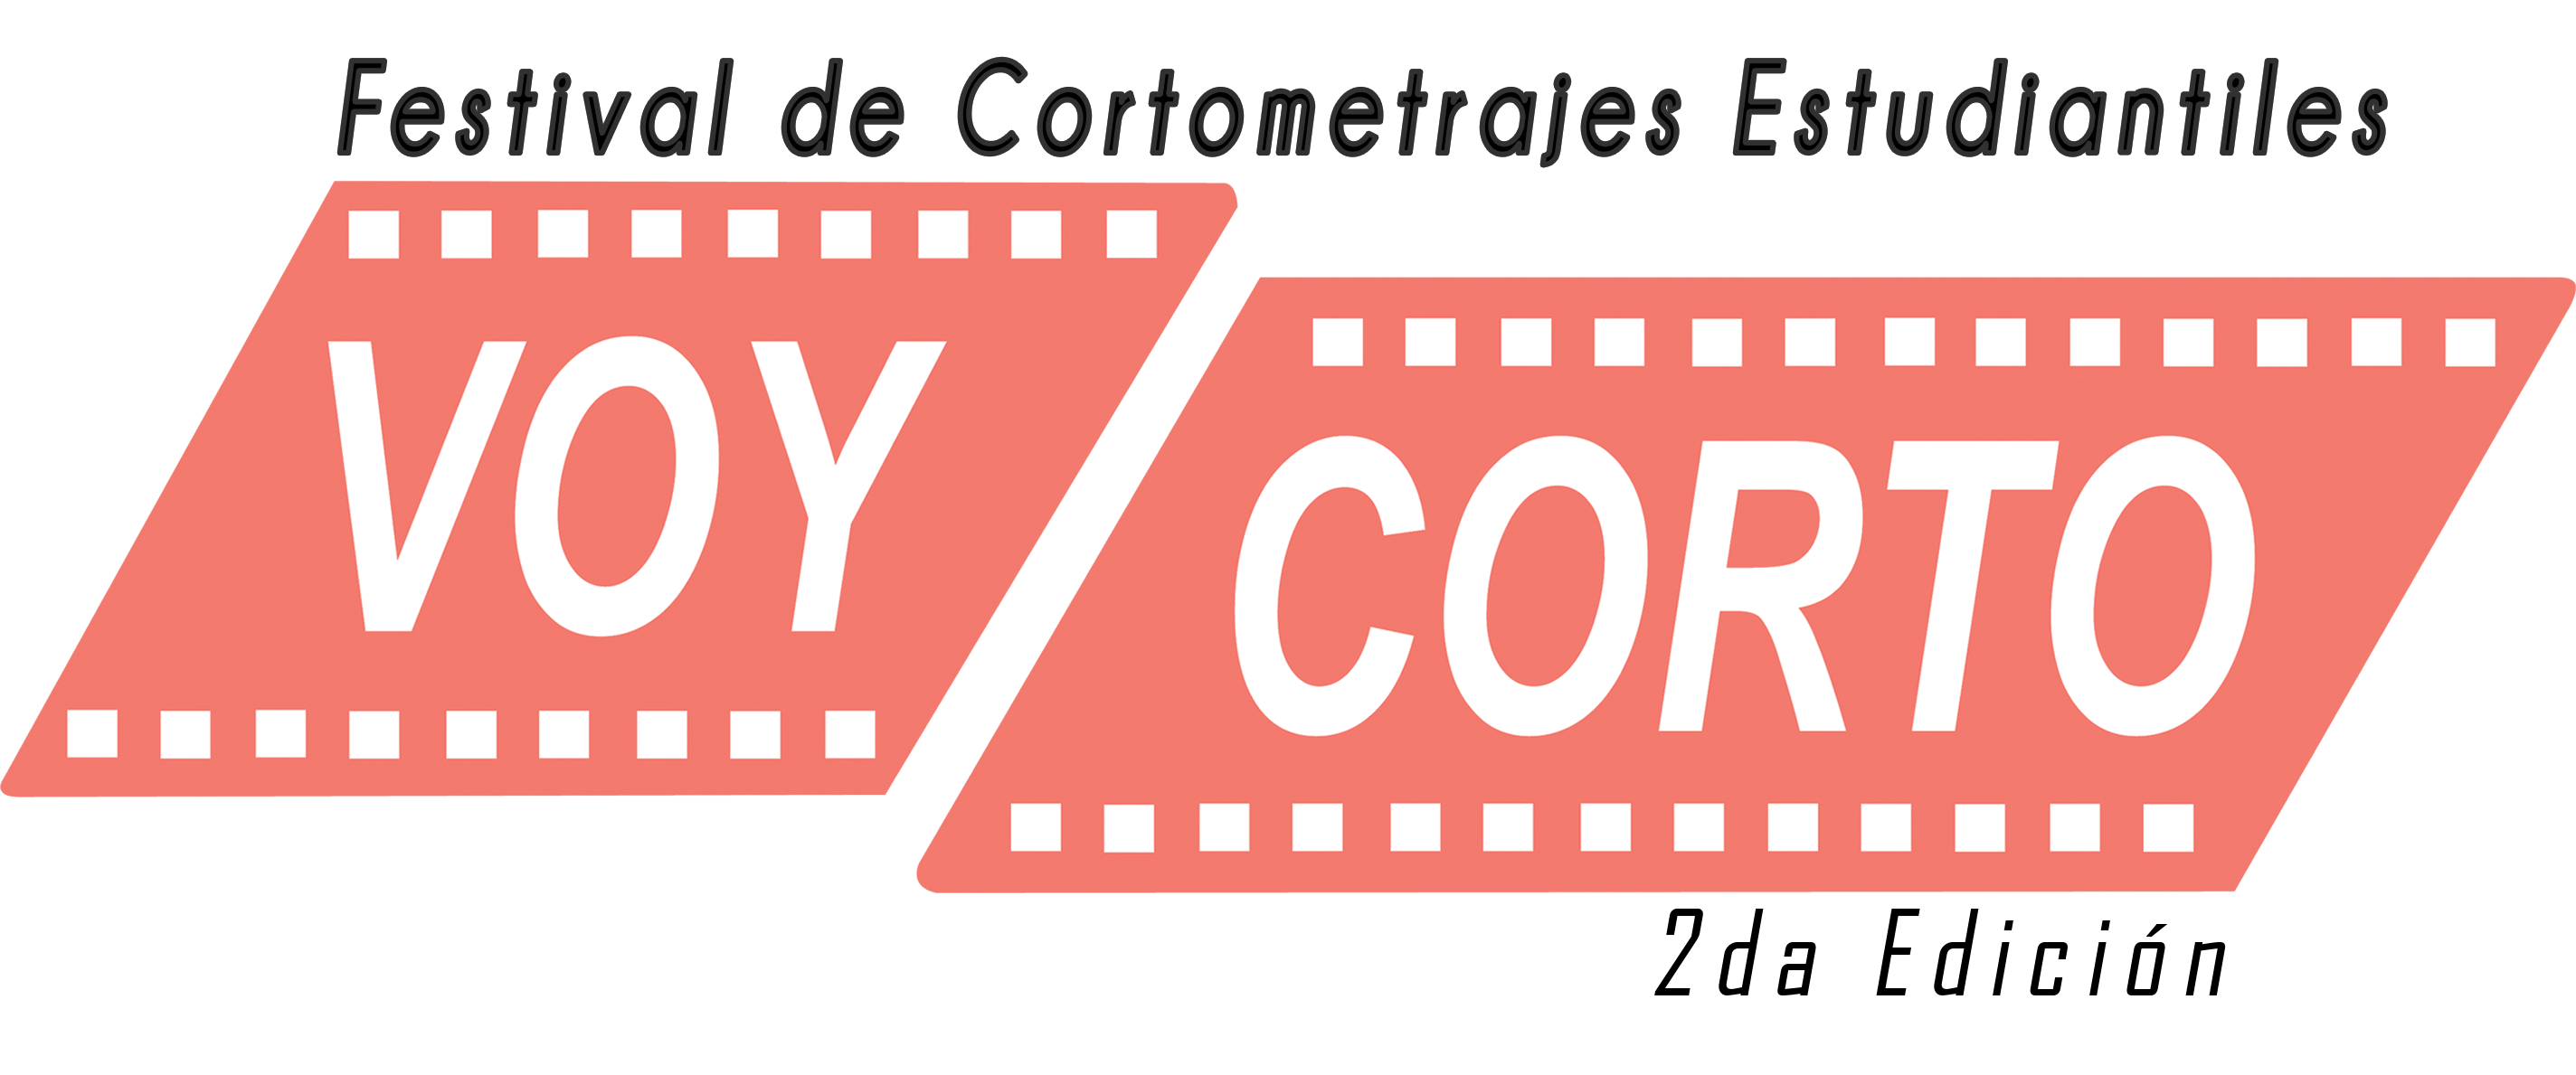 Festival de Cortometrajes Estudiantiles
VOY
CORTO
2da Edición